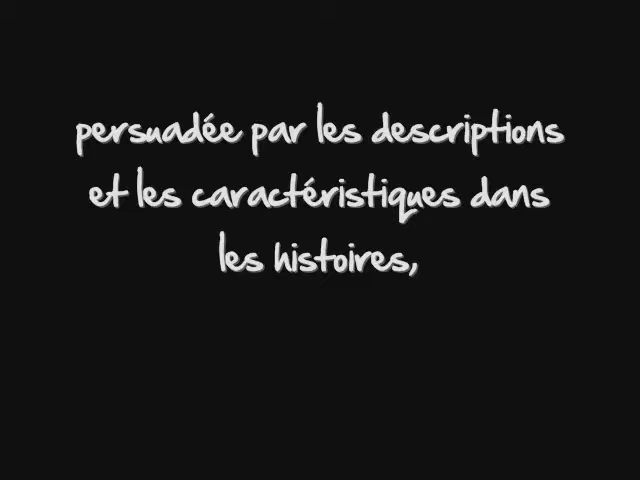 persuadée par les descriptions
et les caractéristiques dans
les histoires,